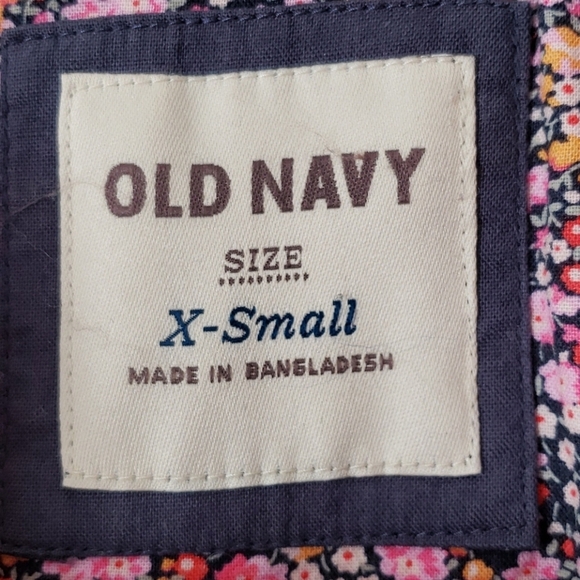 OLD NAVY
SIZE
X-Small
MADE IN BANGLADESH